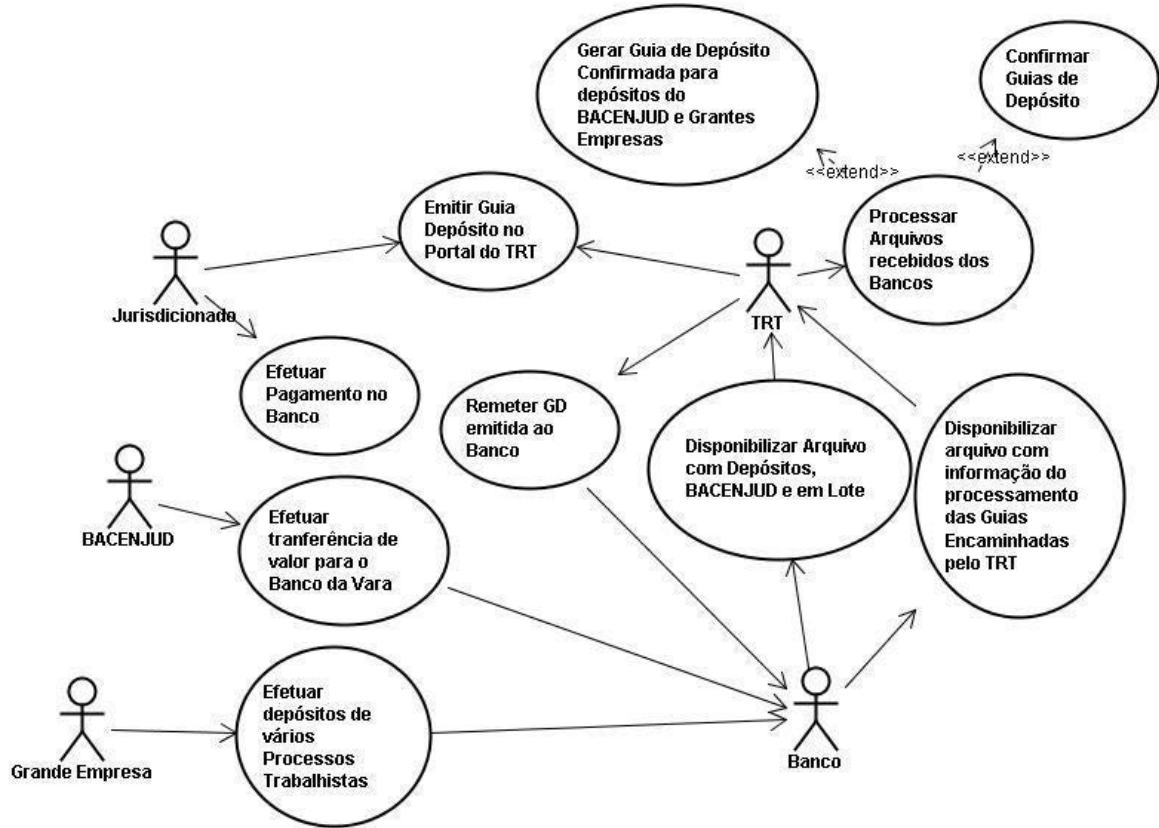 Gerar Guia de Depósito
Confirmada para
depósitos do
BACENJUD e Grantes
Empresas
Confirmar
Guias de
Depósito
<<extend>>
<<extend>>
Emitir Guia
Depósito no
Portal do TRT
Processar
Arquivos
recebidos dos
Bancos
Jurisdicionado
TRT
Efetuar
Pagamento no
Banco
Remeter GD
emitida ao
Banco
Disponibilizar Arquivo
com Depósitos,
BACENJUD e em Lote
Disponibilizar
arquivo com
informação do
processamento
das Guias
Encaminhadas
pelo TRT
BACENJUD
Efetuar
tranferência de
valor para o
Banco da Vara
Grande Empresa
Efetuar
depósitos de
vários
Processos
Trabalhistas
Banco